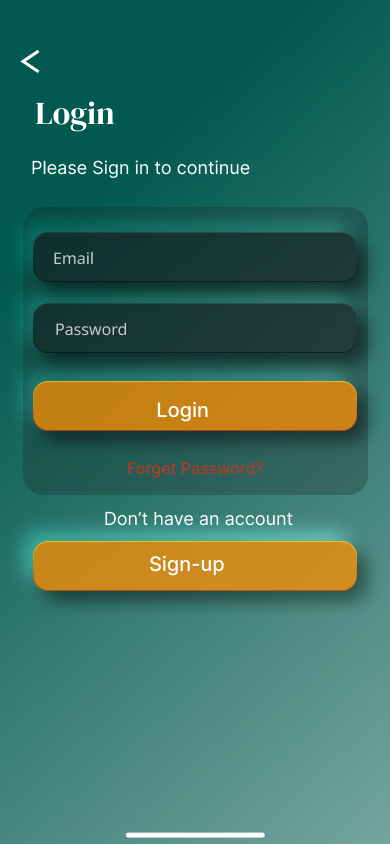 Login
Please Sign in to continue
Email
Password
Login
Forget Password?
Don’t have an account
Sign-up